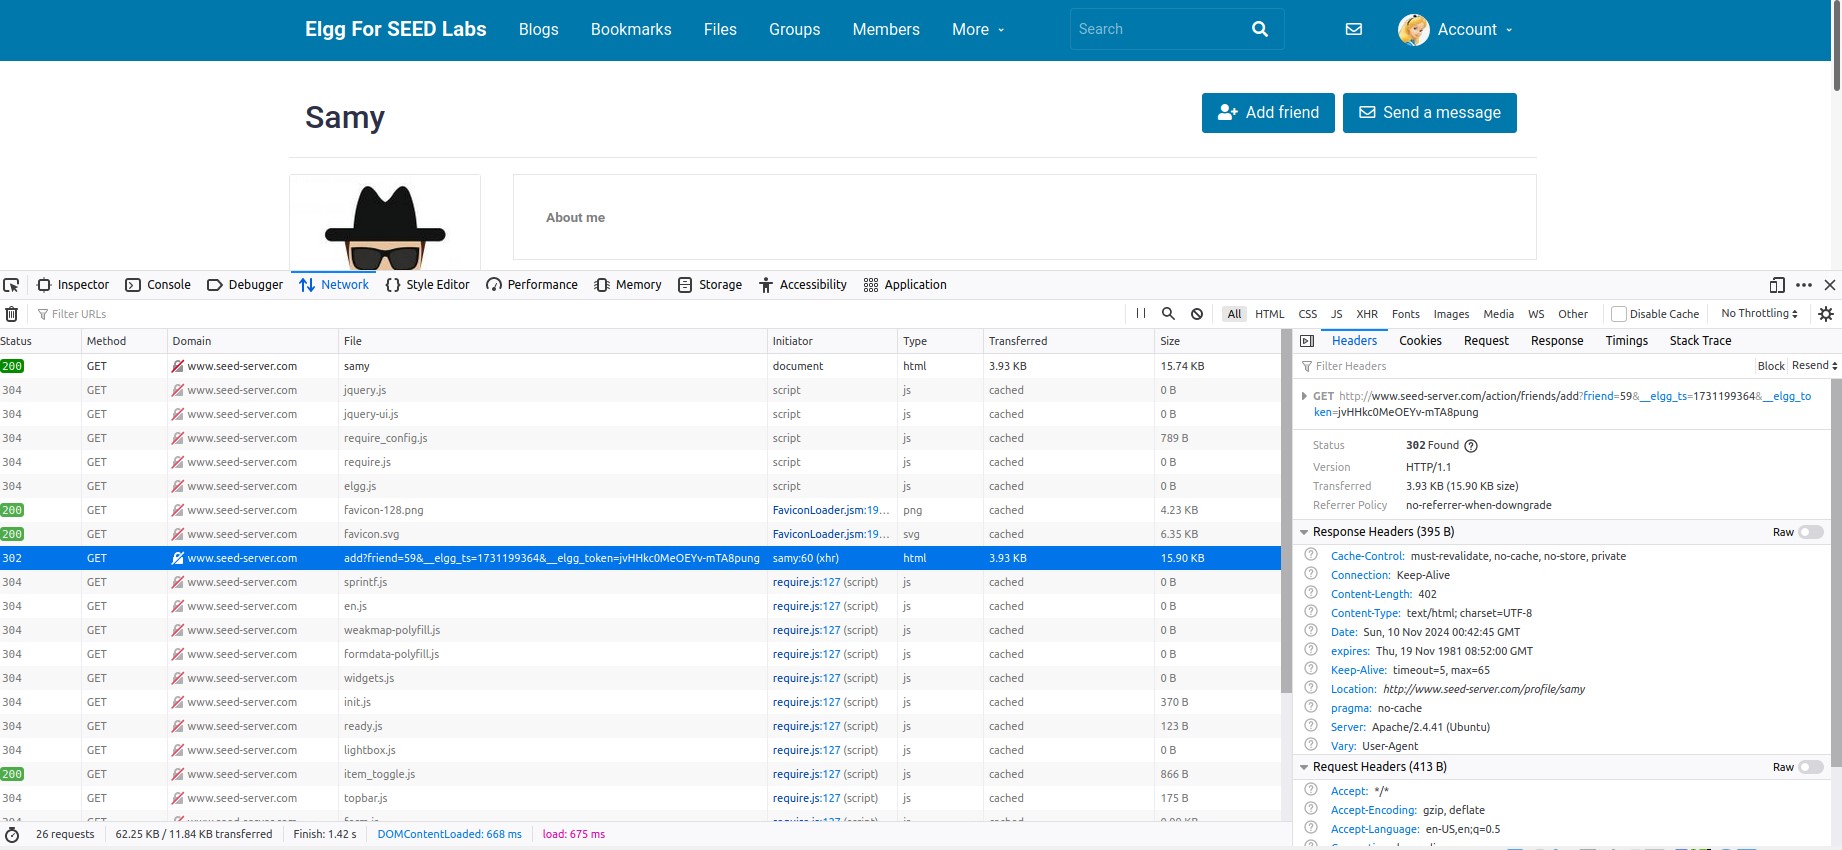 Elgg For SEED Labs Blogs Bookmarks Files Groups Members More Search Account
Samy Add friend Send a message
About me
Inspector Console Debugger Network Style Editor Performance Memory Storage Accessibility Application
Filter URLs All HTML CSS JS XHR Fonts Images Media WS Other Disable Cache No Throttling
Status Method Domain File Initiator Type Transferred Size
200 GET www.seed-server.com samy document html 3.93 KB 15.74 KB
304 GET www.seed-server.com jquery.js script js cached 0 B
304 GET www.seed-server.com jquery-ui.js script js cached 0 B
304 GET www.seed-server.com require_config.js script js cached 789 B
304 GET www.seed-server.com require.js script js cached 0 B
304 GET www.seed-server.com elgg.js script js cached 0 B
200 GET www.seed-server.com favicon-128.png FaviconLoader.jsm:19... png cached 4.23 KB
200 GET www.seed-server.com favicon.svg FaviconLoader.jsm:19... svg cached 6.35 KB
302 GET www.seed-server.com add?friend=59&__elgg_ts=1731199364&__elgg_token=jvHHkc0MeOEYv-mTA8pung samy:60 (xhr) html 3.93 KB 15.90 KB
304 GET www.seed-server.com sprintf.js require.js:127 (script) js cached 0 B
304 GET www.seed-server.com en.js require.js:127 (script) js cached 0 B
304 GET www.seed-server.com weakmap-polyfill.js require.js:127 (script) js cached 0 B
304 GET www.seed-server.com formdata-polyfill.js require.js:127 (script) js cached 0 B
304 GET www.seed-server.com widgets.js require.js:127 (script) js cached 0 B
304 GET www.seed-server.com init.js require.js:127 (script) js cached 370 B
304 GET www.seed-server.com ready.js require.js:127 (script) js cached 123 B
304 GET www.seed-server.com lightbox.js require.js:127 (script) js cached 0 B
200 GET www.seed-server.com item_toggle.js require.js:127 (script) js cached 866 B
304 GET www.seed-server.com topbar.js require.js:127 (script) js cached 175 B
26 requests 62.25 KB / 11.84 KB transferred Finish: 1.42 s DOMContentLoaded: 668 ms load: 675 ms
Headers Cookies Request Response Timings Stack Trace
Filter Headers Block Resend
GET http://www.seed-server.com/action/friends/add?friend=59&__elgg_ts=1731199364&__elgg_to
ken=jvHHkc0MeOEYv-mTA8pung
Status 302 Found
Version HTTP/1.1
Transferred 3.93 KB (15.90 KB size)
Referrer Policy no-referrer-when-downgrade
Response Headers (395 B) Raw
Cache-Control: must-revalidate, no-cache, no-store, private
Connection: Keep-Alive
Content-Length: 402
Content-Type: text/html; charset=UTF-8
Date: Sun, 10 Nov 2024 00:42:45 GMT
expires: Thu, 19 Nov 1981 08:52:00 GMT
Keep-Alive: timeout=5, max=65
Location: http://www.seed-server.com/profile/samy
pragma: no-cache
Server: Apache/2.4.41 (Ubuntu)
Vary: User-Agent
Request Headers (413 B) Raw
Accept: */*
Accept-Encoding: gzip, deflate
Accept-Language: en-US,en;q=0.5